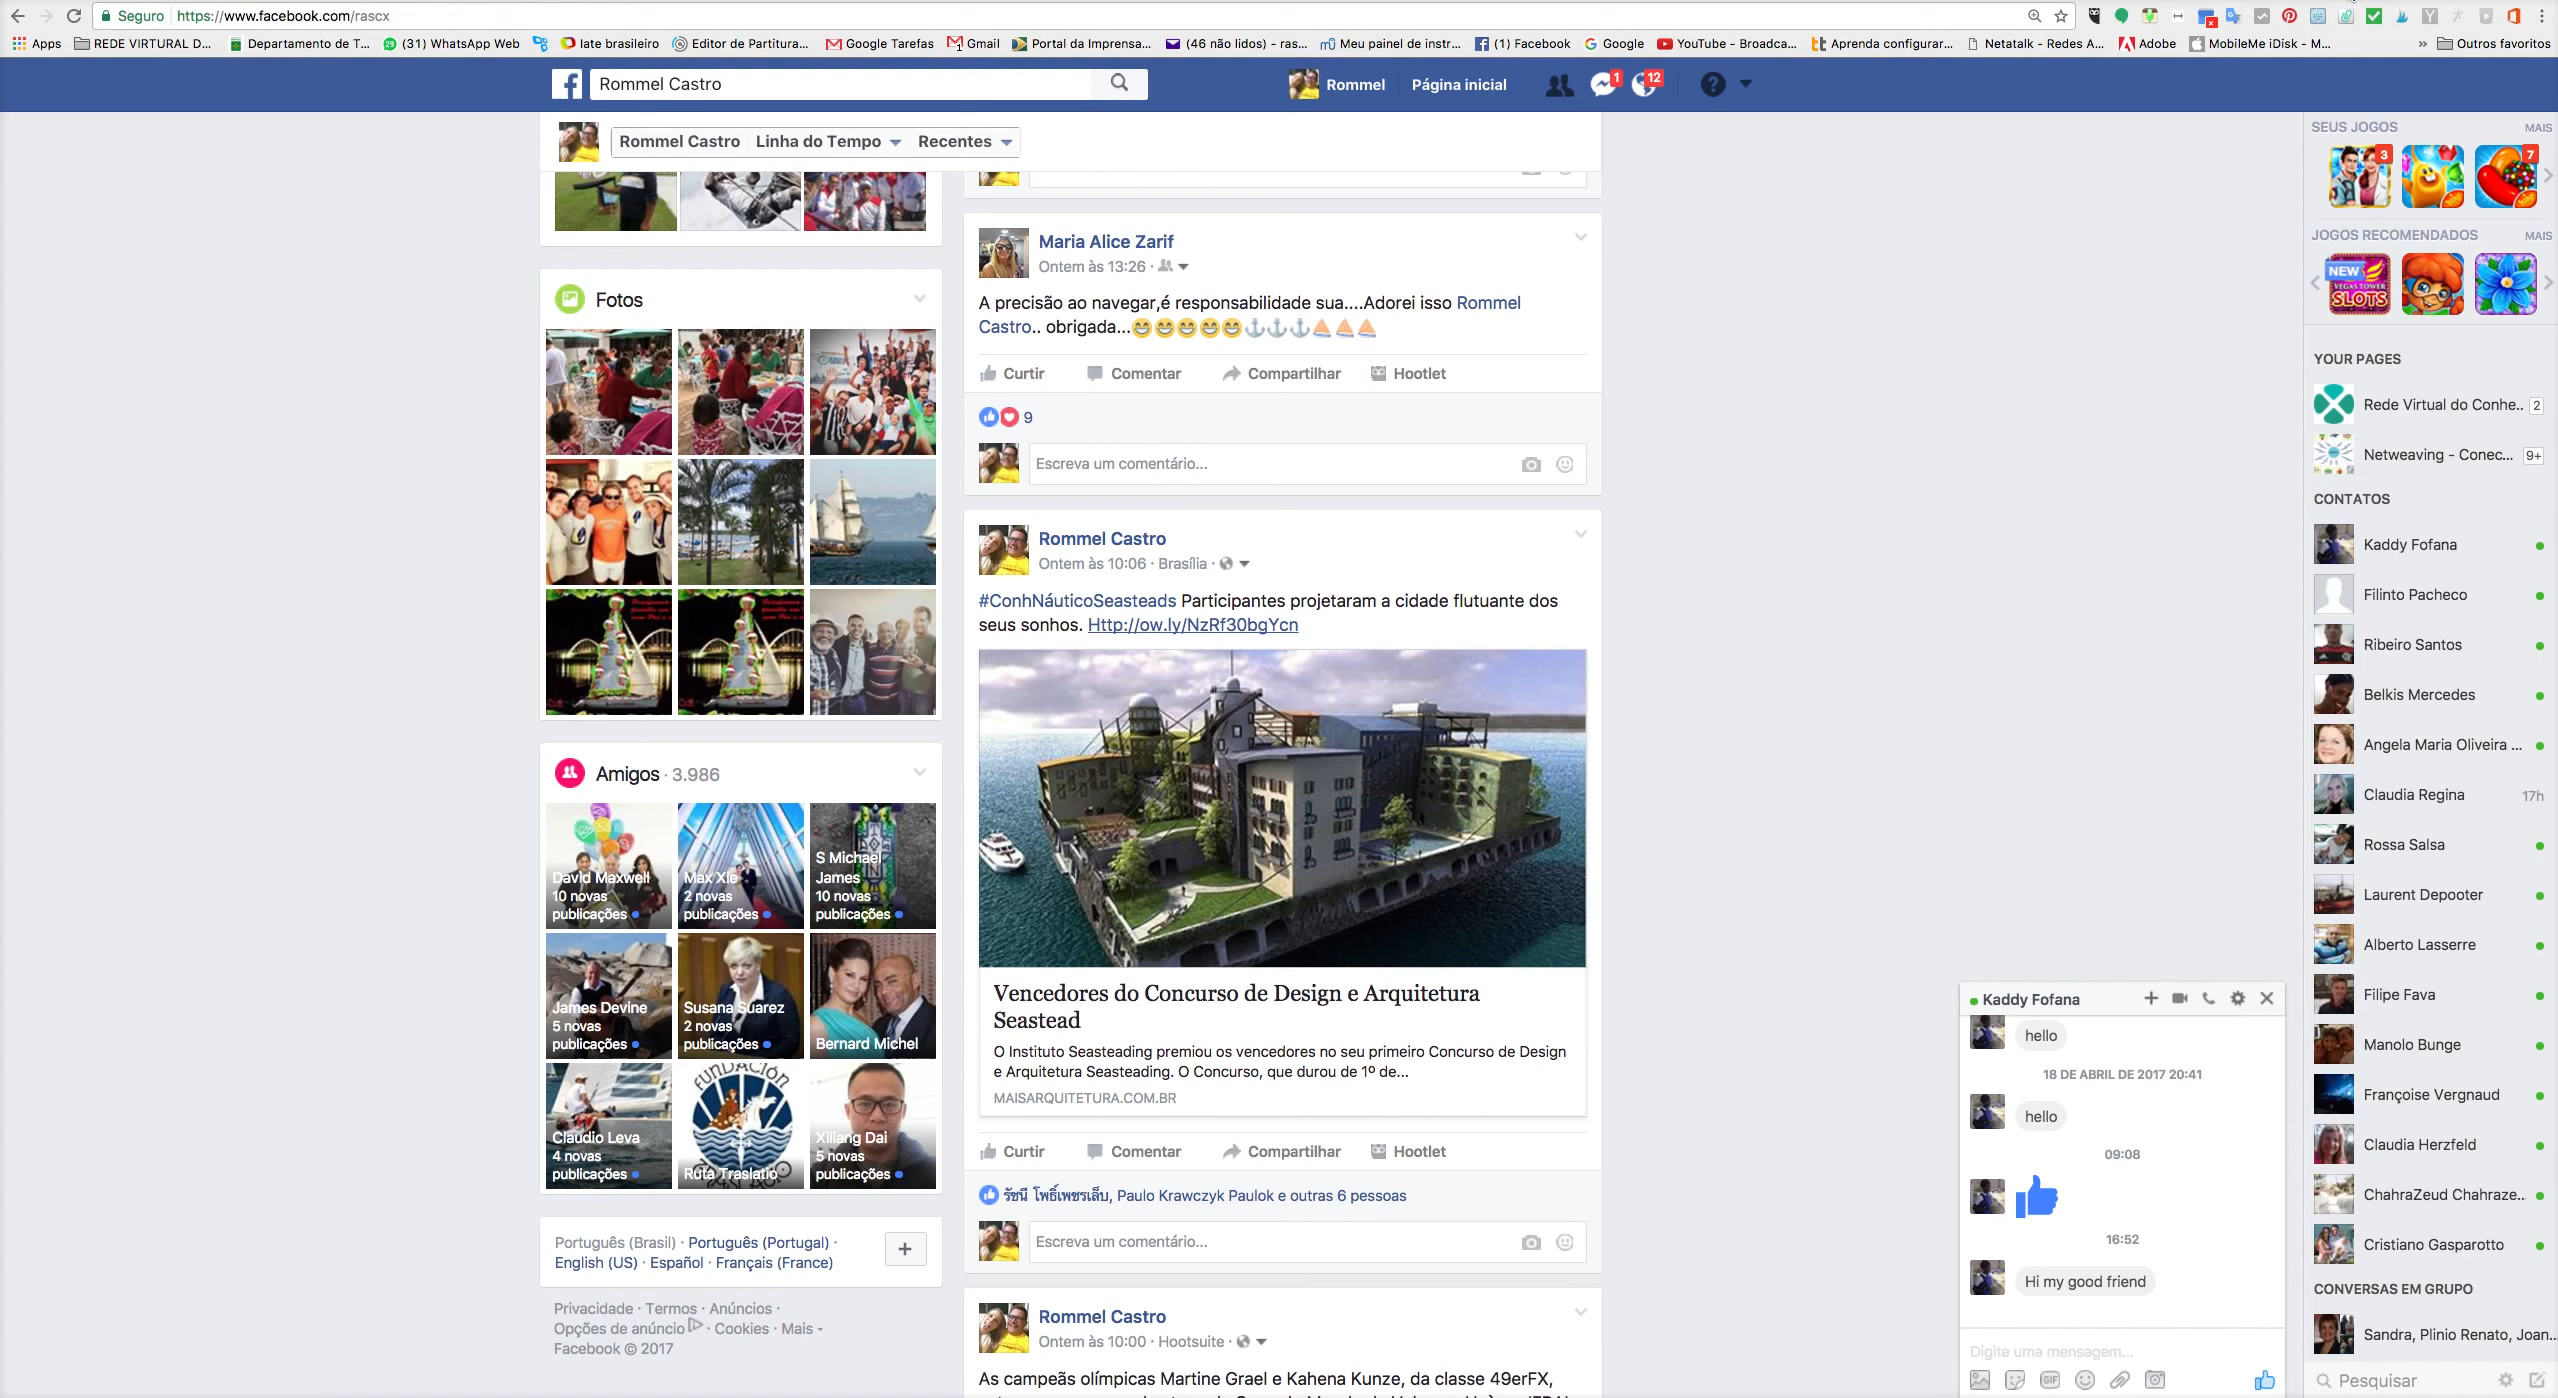 Seguro https://www.facebook.com/rascx
Apps REDE VIRTURAL D... Departamento de T... (31) WhatsApp Web Iate brasileiro Editor de Partitura... Google Tarefas Gmail Portal da Imprensa... (46 não lidos) - ras... Meu painel de instr... (1) Facebook Google YouTube - Broadca... Aprenda configurar... Netatalk - Redes A... Adobe MobileMe iDisk - M... » Outros favoritos
Rommel Castro
Rommel Página inicial 1 12
Rommel Castro Linha do Tempo Recentes
Fotos
Amigos · 3.986
David Maxwell
10 novas
publicações
Max Xie
2 novas
publicações
S Michael
James
10 novas
publicações
James Devine
5 novas
publicações
Susana Suarez
2 novas
publicações
Bernard Michel
Claudio Leva
4 novas
publicações
FUNDACIÓN
Ruta Traslatio
Xiliang Dai
5 novas
publicações
Português (Brasil) · Português (Portugal) ·
English (US) · Español · Français (France)
Privacidade · Termos · Anúncios ·
Opções de anúncio · Cookies · Mais
Facebook © 2017
Maria Alice Zarif
Ontem às 13:26 ·
A precisão ao navegar,é responsabilidade sua....Adorei isso Rommel
Castro.. obrigada...😁😁😁😁😁⚓⚓⚓⛵⛵⛵
Curtir Comentar Compartilhar Hootlet
9
Escreva um comentário...
Rommel Castro
Ontem às 10:06 · Brasília ·
#ConhNáuticoSeasteads Participantes projetaram a cidade flutuante dos
seus sonhos. Http://ow.ly/NzRf30bgYcn
Vencedores do Concurso de Design e Arquitetura
Seastead
O Instituto Seasteading premiou os vencedores no seu primeiro Concurso de Design
e Arquitetura Seasteading. O Concurso, que durou de 1º de...
MAISARQUITETURA.COM.BR
Curtir Comentar Compartilhar Hootlet
รัชนี โพธิ์เพชรเล็บ, Paulo Krawczyk Paulok e outras 6 pessoas
Escreva um comentário...
Rommel Castro
Ontem às 10:00 · Hootsuite ·
As campeãs olímpicas Martine Grael e Kahena Kunze, da classe 49erFX,
Kaddy Fofana
hello
18 DE ABRIL DE 2017 20:41
hello
09:08
16:52
Hi my good friend
Digite uma mensagem...
GIF
SEUS JOGOS MAIS
3 7
JOGOS RECOMENDADOS MAIS
NEW
VEGAS TOWER
SLOTS
YOUR PAGES
Rede Virtual do Conhe.. 2
Netweaving - Conec... 9+
CONTATOS
Kaddy Fofana
Filinto Pacheco
Ribeiro Santos
Belkis Mercedes
Angela Maria Oliveira ...
Claudia Regina 17h
Rossa Salsa
Laurent Depooter
Alberto Lasserre
Filipe Fava
Manolo Bunge
Françoise Vergnaud
Claudia Herzfeld
ChahraZeud Chahraze..
Cristiano Gasparotto
CONVERSAS EM GRUPO
Sandra, Plinio Renato, Joan...
Pesquisar